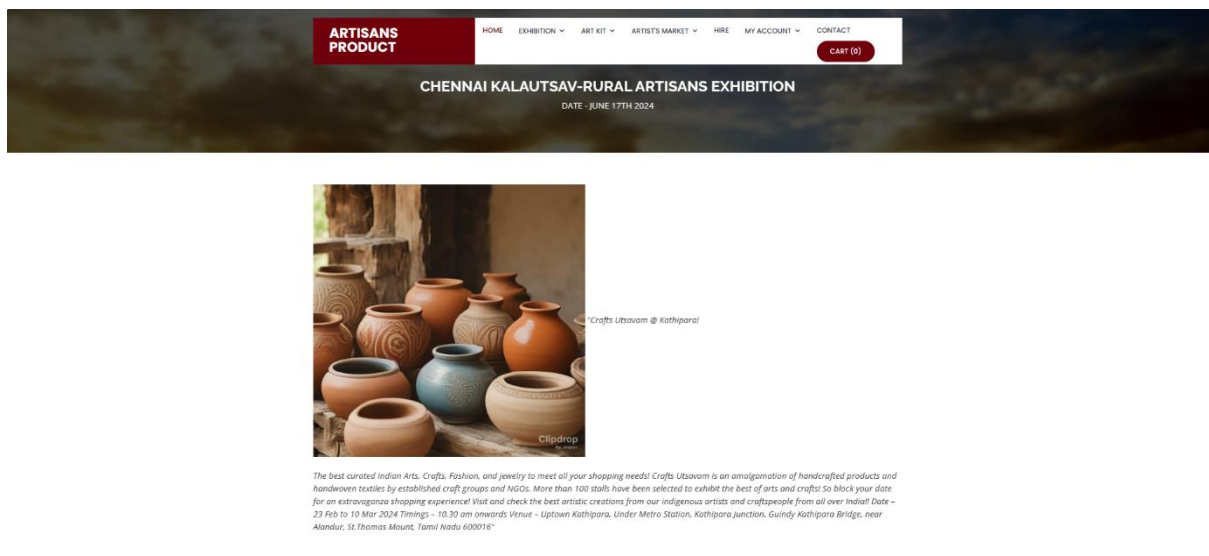 ARTISANS
PRODUCT
HOME EXHIBITION ART KIT ARTIST'S MARKET HIRE MY ACCOUNT CONTACT
CART (0)
CHENNAI KALAUTSAV-RURAL ARTISANS EXHIBITION
DATE - JUNE 17TH 2024
"Crafts Utsavam @ Kathipara!
Clipdrop
by jasper
The best curated Indian Arts, Crafts, Fashion, and jewelry to meet all your shopping needs! Crafts Utsavam is an amalgamation of handcrafted products and
handwoven textiles by established craft groups and NGOs. More than 100 stalls have been selected to exhibit the best of arts and crafts! So block your date
for an extravaganza shopping experience! Visit and check the best artistic creations from our indigenous artists and craftspeople from all over India!! Date –
23 Feb to 10 Mar 2024 Timings – 10.30 am onwards Venue – Uptown Kathipara, Under Metro Station, Kathipara Junction, Guindy Kathipara Bridge, near
Alandur, St.Thomas Mount, Tamil Nadu 600016"